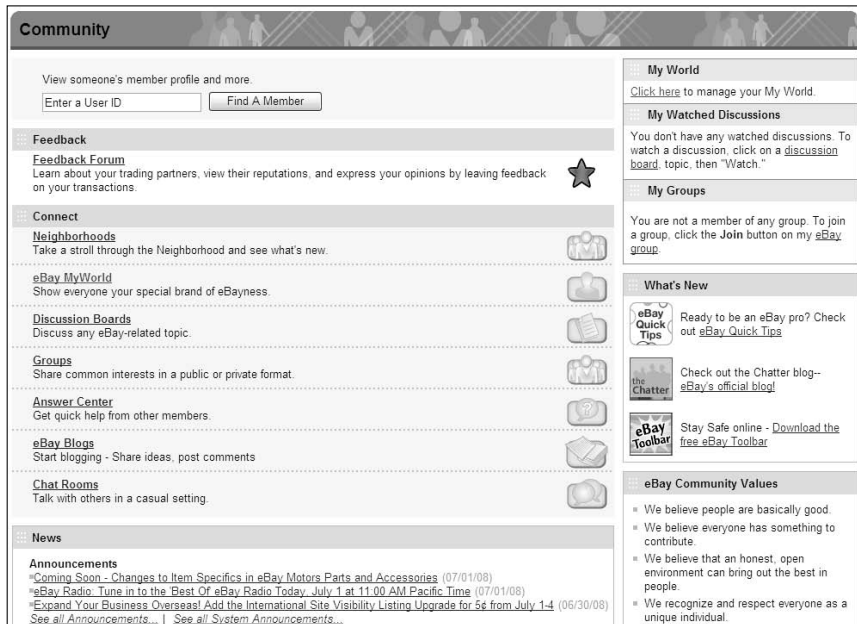 Community
View someone's member profile and more.
Enter a User ID
Find A Member
Feedback
Feedback Forum
Learn about your trading partners, view their reputations, and express your opinions by leaving feedback
on your transactions.
Connect
Neighborhoods
Take a stroll through the Neighborhood and see what's new.
eBay MyWorld
Show everyone your special brand of eBayness.
Discussion Boards
Discuss any eBay-related topic.
Groups
Share common interests in a public or private format.
Answer Center
Get quick help from other members.
eBay Blogs
Start blogging - Share ideas, post comments
Chat Rooms
Talk with others in a casual setting.
News
Announcements
Coming Soon - Changes to Item Specifics in eBay Motors Parts and Accessories (07/01/08)
eBay Radio: Tune in to the 'Best Of eBay Radio Today, July 1 at 11:00 AM Pacific Time (07/01/08)
Expand Your Business Overseas! Add the International Site Visibility Listing Upgrade for 5¢ from July 1-4 (06/30/08)
See all Announcements... | See all System Announcements...
My World
Click here to manage your My World.
My Watched Discussions
You don't have any watched discussions. To
watch a discussion, click on a discussion
board, topic, then "Watch."
My Groups
You are not a member of any group. To join
a group, click the Join button on my eBay
group.
What's New
eBay
Quick
Tips
Ready to be an eBay pro? Check
out eBay Quick Tips
the
Chatter
Check out the Chatter blog--
eBay's official blog!
eBay
Toolbar
Stay Safe online - Download the
free eBay Toolbar
eBay Community Values
We believe people are basically good.
We believe everyone has something to
contribute.
We believe that an honest, open
environment can bring out the best in
people.
We recognize and respect everyone as a
unique individual.